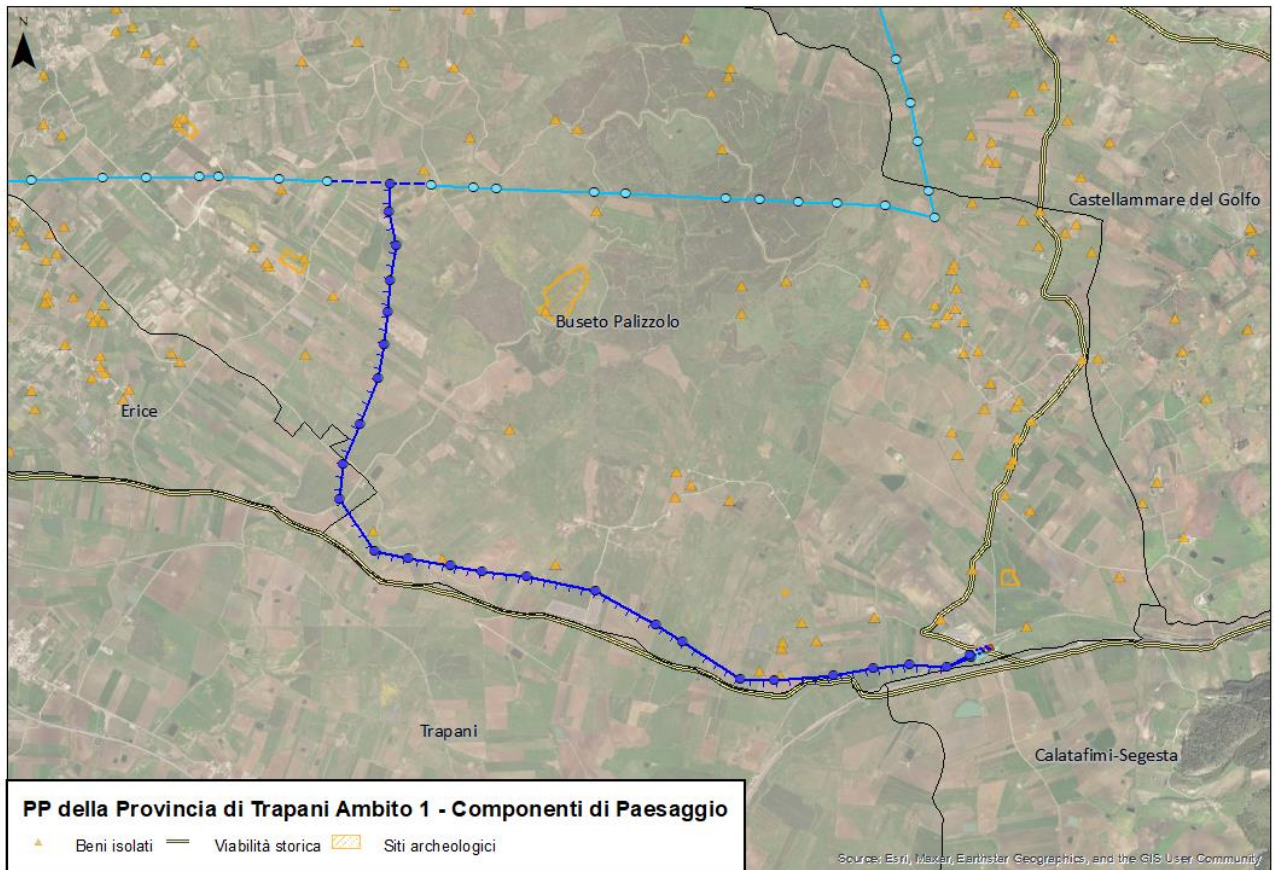 N
Castellammare del Golfo
Buseto Palizzolo
Erice
Trapani
Calatafimi-Segesta
PP della Provincia di Trapani Ambito 1 - Componenti di Paesaggio
Beni isolati Viabilità storica Siti archeologici
Source: Esri, Maxar, Earthstar Geographics, and the GIS User Community